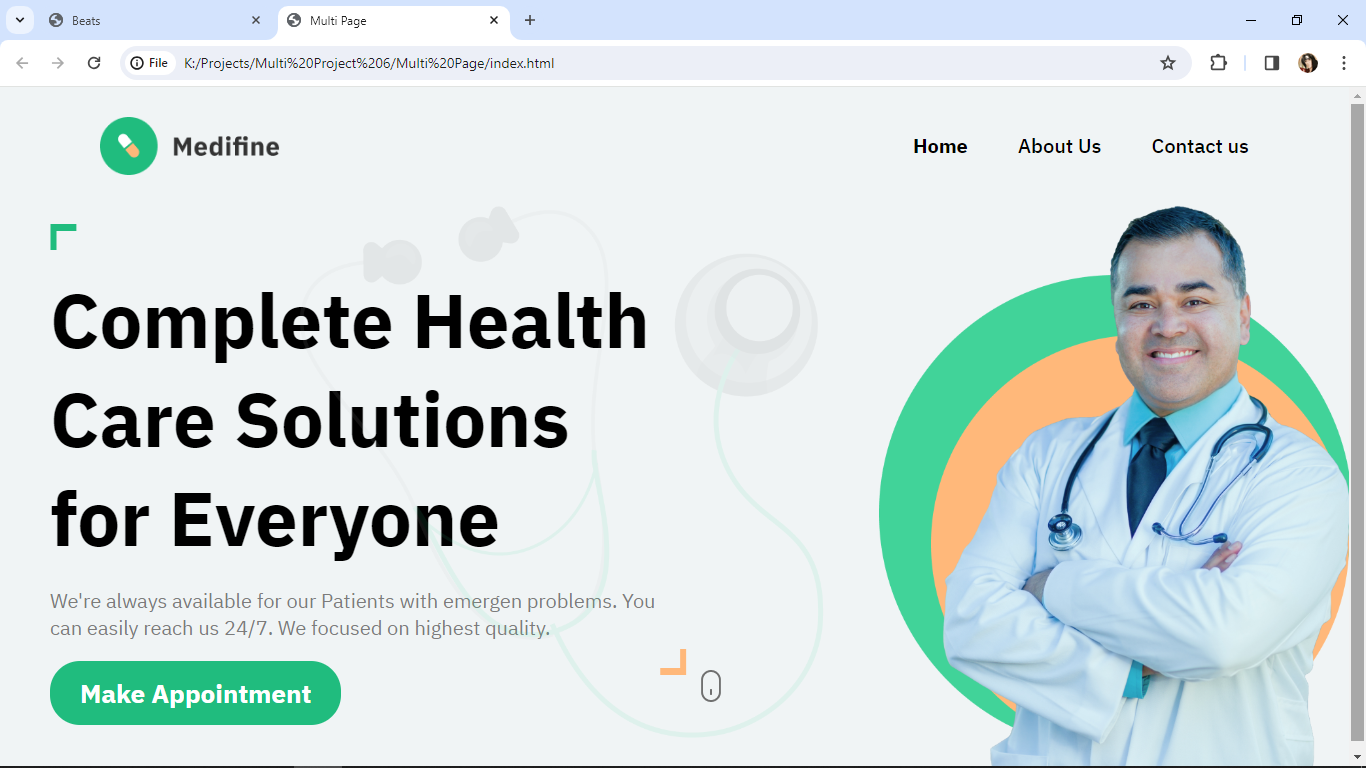 Beats
Multi Page
File
K:/Projects/Multi%20Project%206/Multi%20Page/index.html
Medifine
Home
About Us
Contact us
Complete Health
Care Solutions
for Everyone
We're always available for our Patients with emergen problems. You
can easily reach us 24/7. We focused on highest quality.
Make Appointment